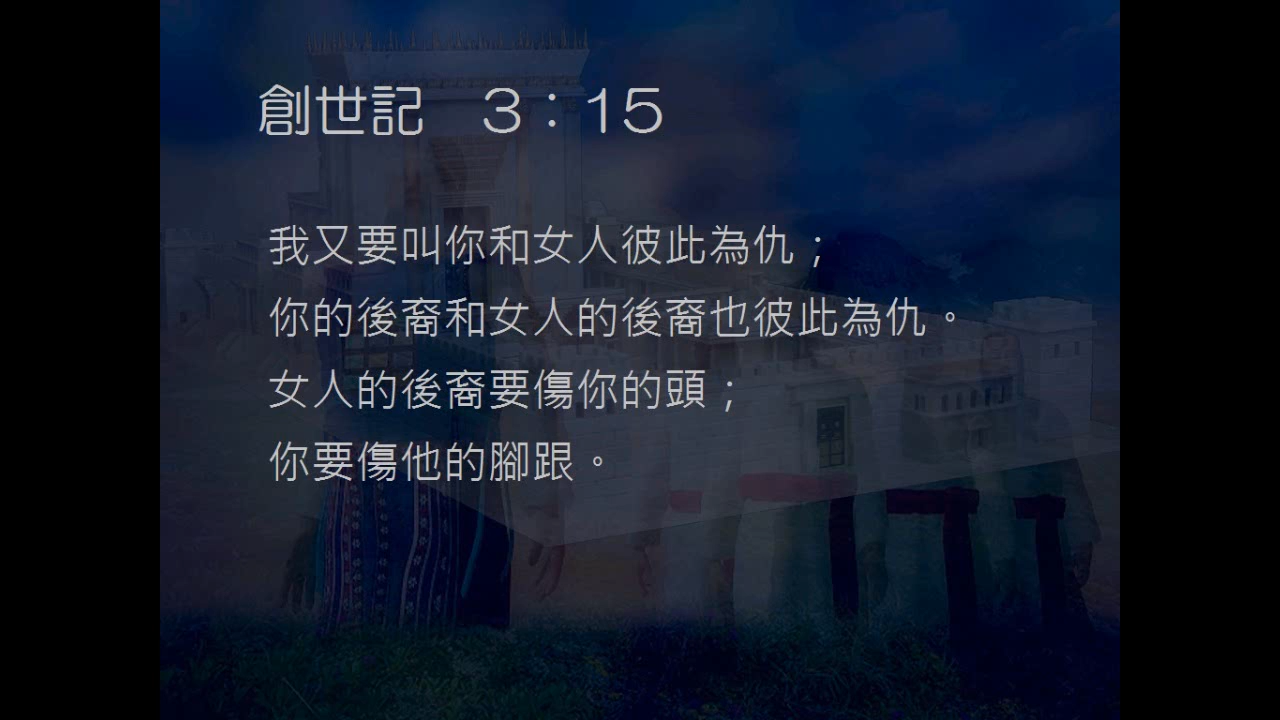 創世記　3：15
我又要叫你和女人彼此為仇；
你的後裔和女人的後裔也彼此為仇。
女人的後裔要傷你的頭；
你要傷他的腳跟。